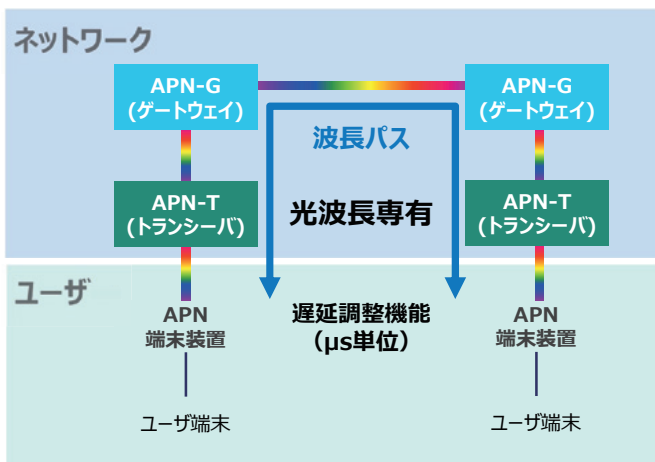 ネットワーク
APN-G
(ゲートウェイ)
APN-G
(ゲートウェイ)
波長パス
APN-T
(トランシーバ)
光波長専有
APN-T
(トランシーバ)
ユーザ
APN
端末装置
遅延調整機能
（μs単位）
APN
端末装置
ユーザ端末
ユーザ端末